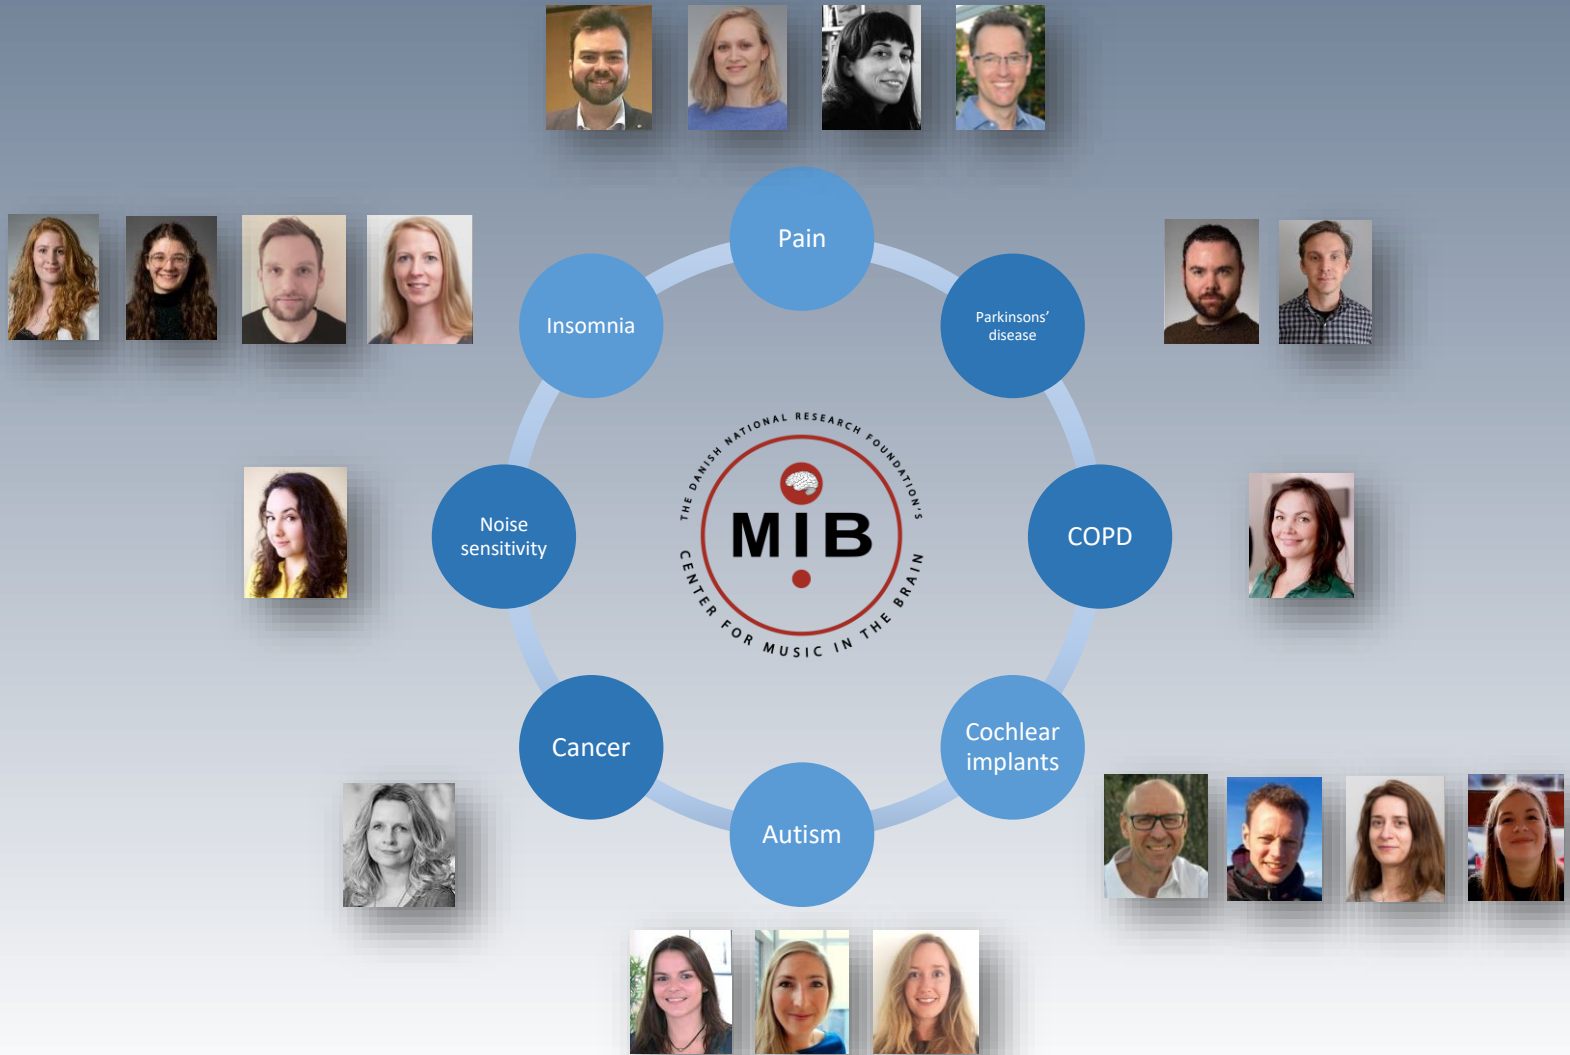 Pain
Insomnia
Parkinsons'
disease
THE DANISH NATIONAL RESEARCH FOUNDATION'S
MIB
CENTER FOR MUSIC IN THE BRAIN
Noise
sensitivity
COPD
Cancer
Cochlear
implants
Autism